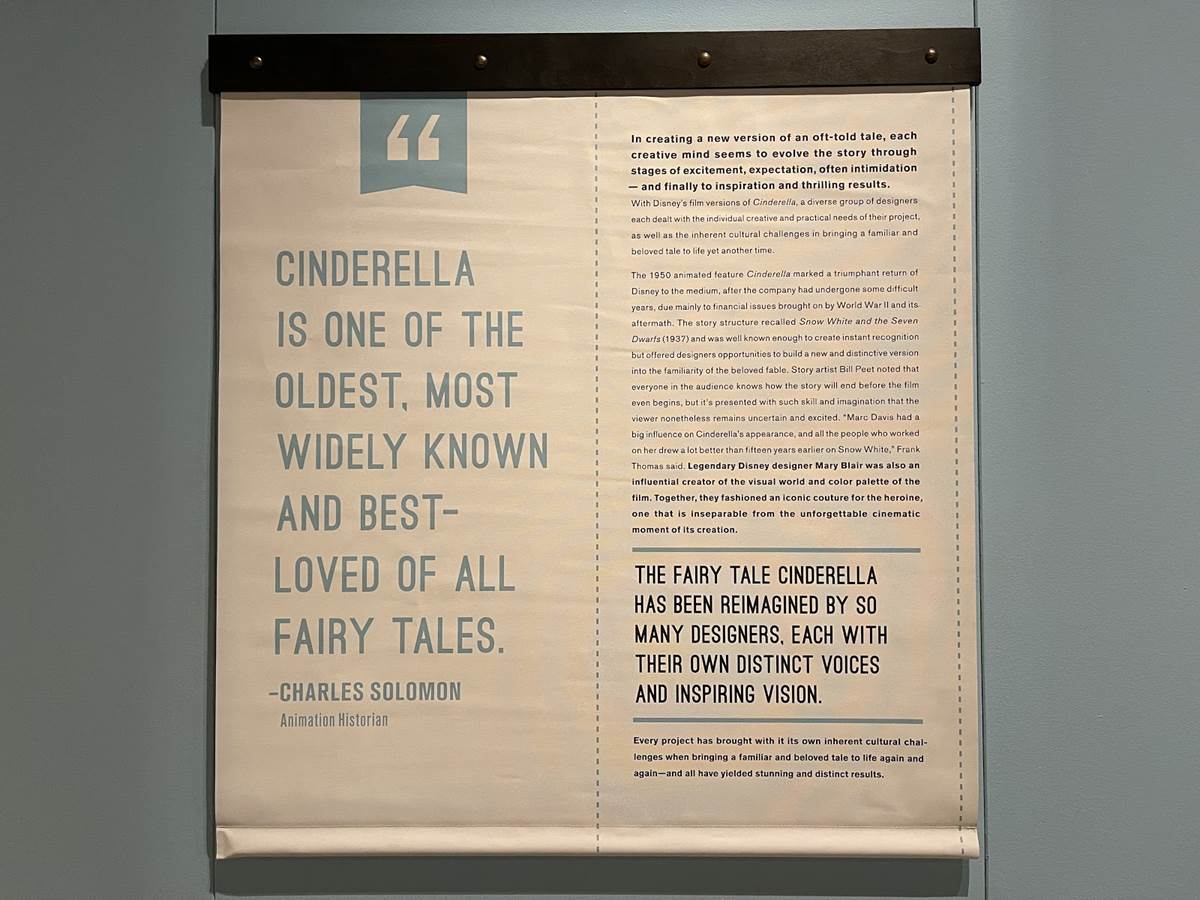 “
CINDERELLA
IS ONE OF THE
OLDEST, MOST
WIDELY KNOWN
AND BEST-
LOVED OF ALL
FAIRY TALES.
–CHARLES SOLOMON
Animation Historian
In creating a new version of an oft-told tale, each
creative mind seems to evolve the story through
stages of excitement, expectation, often intimidation
— and finally to inspiration and thrilling results.
With Disney's film versions of Cinderella, a diverse group of designers
each dealt with the individual creative and practical needs of their project,
as well as the inherent cultural challenges in bringing a familiar and
beloved tale to life yet another time.
The 1950 animated feature Cinderella marked a triumphant return of
Disney to the medium, after the company had undergone some difficult
years, due mainly to financial issues brought on by World War II and its
aftermath. The story structure recalled Snow White and the Seven
Dwarfs (1937) and was well known enough to create instant recognition
but offered designers opportunities to build a new and distinctive version
into the familiarity of the beloved fable. Story artist Bill Peet noted that
everyone in the audience knows how the story will end before the film
even begins, but it's presented with such skill and imagination that the
viewer nonetheless remains uncertain and excited. "Marc Davis had a
big influence on Cinderella's appearance, and all the people who worked
on her drew a lot better than fifteen years earlier on Snow White," Frank
Thomas said. Legendary Disney designer Mary Blair was also an
influential creator of the visual world and color palette of the
film. Together, they fashioned an iconic couture for the heroine,
one that is inseparable from the unforgettable cinematic
moment of its creation.
THE FAIRY TALE CINDERELLA
HAS BEEN REIMAGINED BY SO
MANY DESIGNERS, EACH WITH
THEIR OWN DISTINCT VOICES
AND INSPIRING VISION.
Every project has brought with it its own inherent cultural chal-
lenges when bringing a familiar and beloved tale to life again and
again—and all have yielded stunning and distinct results.